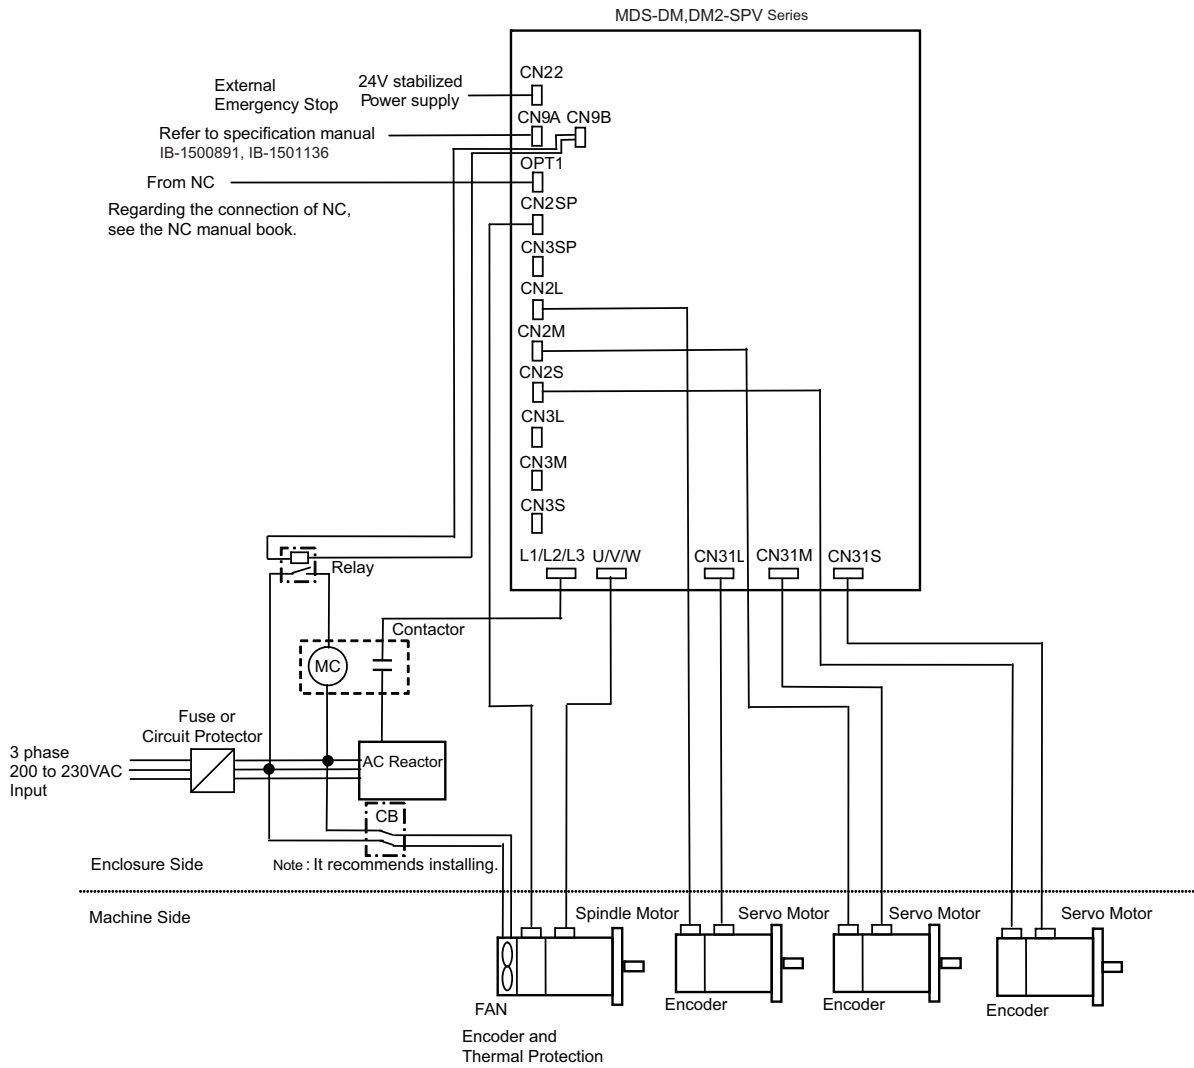 MDS-DM,DM2-SPV Series
CN22
External
Emergency Stop
24V stabilized
Power supply
CN9A
CN9B
Refer to specification manual
IB-1500891, IB-1501136
OPT1
From NC
CN2SP
Regarding the connection of NC,
see the NC manual book.
CN3SP
CN2L
CN2M
CN2S
CN3L
CN3M
CN3S
L1/L2/L3
U/V/W
CN31L
CN31M
CN31S
Relay
Contactor
MC
Fuse or
Circuit Protector
3 phase
200 to 230VAC
Input
AC Reactor
CB
Enclosure Side
Note : It recommends installing.
Machine Side
Spindle Motor
Servo Motor
Servo Motor
Servo Motor
FAN
Encoder
Encoder
Encoder
Encoder and
Thermal Protection